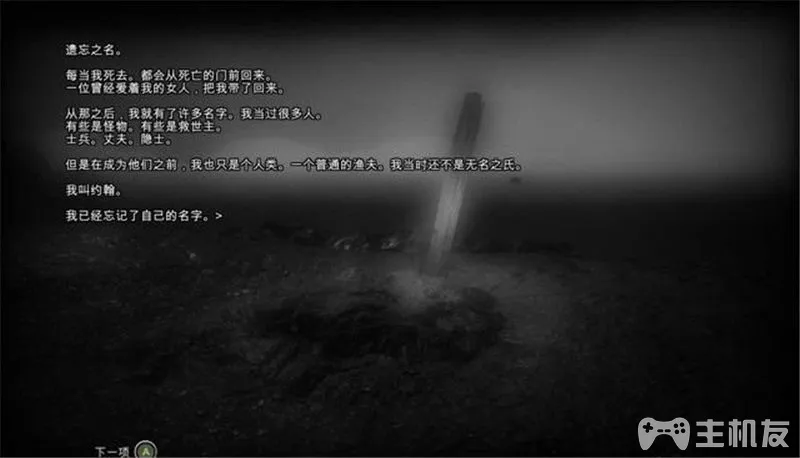 遗忘之名。
每当我死去。都会从死亡的门前回来。
一位曾经爱着我的女人，把我带了回来。
从那之后，我就有了许多名字。我当过很多人。
有些是怪物。有些是救世主。
士兵。丈夫。隐士。
但是在成为他们之前，我也只是个人类。一个普通的渔夫。我当时还不是无名之氏。
我叫约翰。
我已经忘记了自己的名字。>
下一项 A
主机友